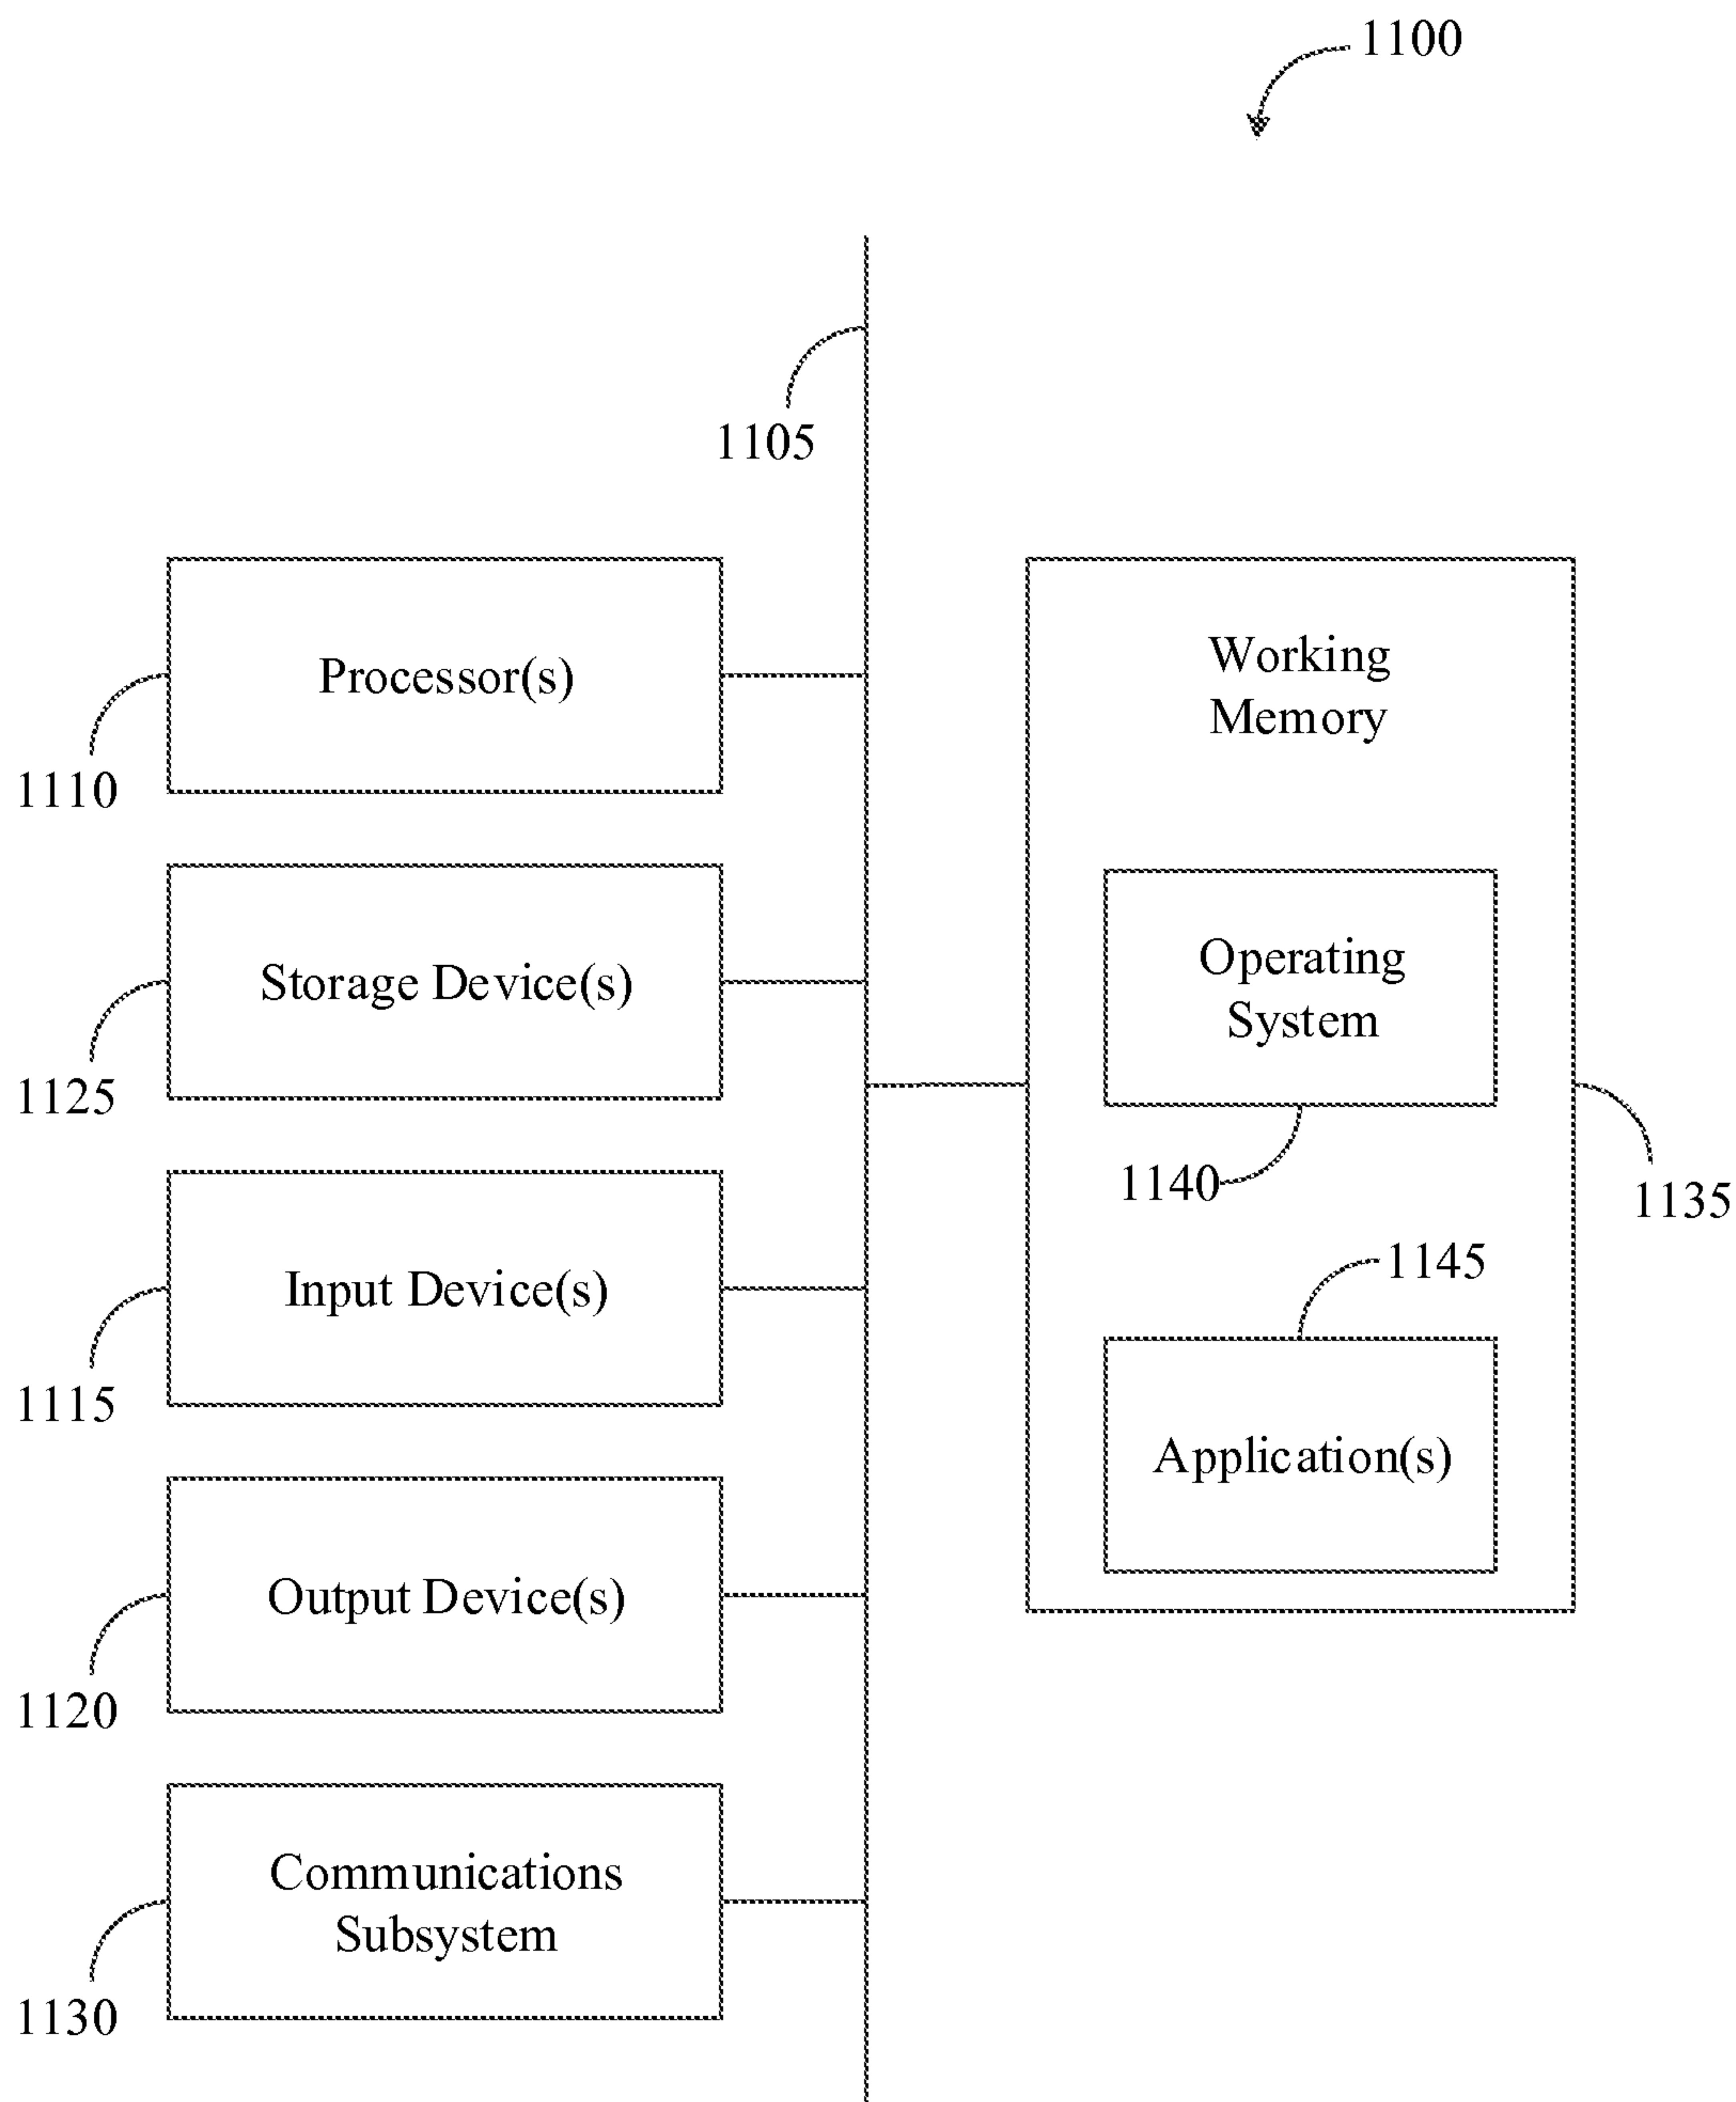 1100
1105
Processor(s)
1110
Storage Device(s)
1125
Input Device(s)
1115
Output Device(s)
1120
Communications
Subsystem
1130
Working
Memory
Operating
System
1140
1135
1145
Application(s)